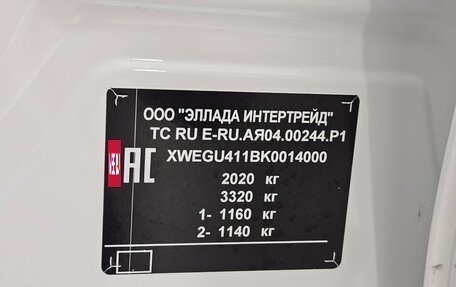 ООО "ЭЛЛАДА ИНТЕРТРЕЙД"
ТС RU E-RU.АЯ04.00244.Р1
XWEGU411BK0014000
2020 кг
3320 кг
1- 1160 кг
2- 1140 кг